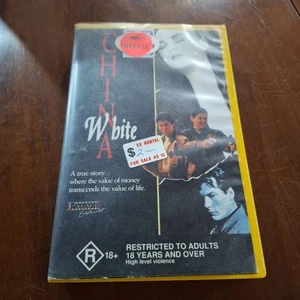 CHINA
White
EX RENTAL
$ 2 —
FOR SALE AS IS
A true story...
where the value of money
transcends the value of life.
R 18+
RESTRICTED TO ADULTS
18 YEARS AND OVER
High level violence